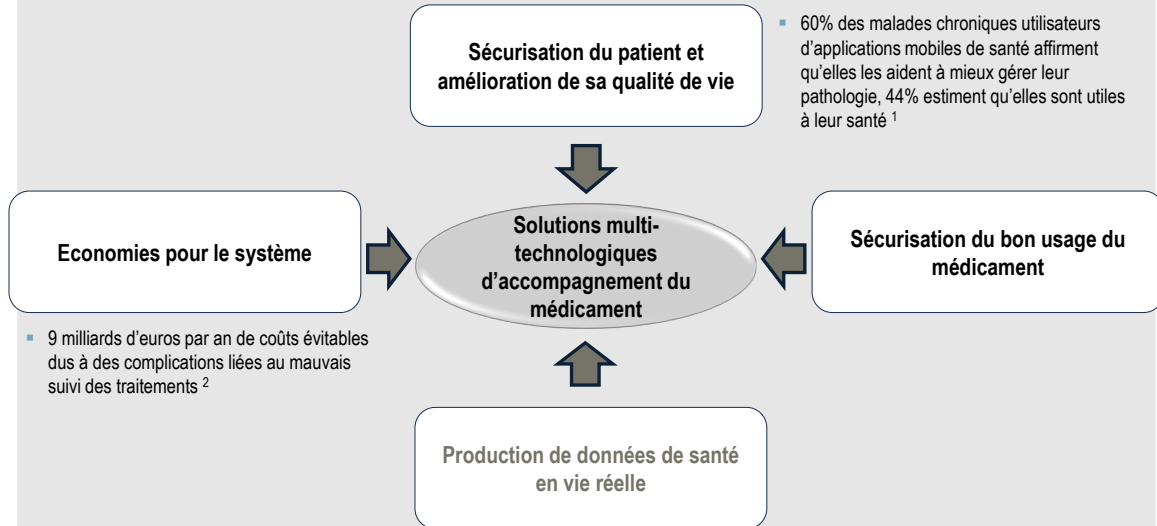 Sécurisation du patient et
amélioration de sa qualité de vie
▪ 60% des malades chroniques utilisateurs
d’applications mobiles de santé affirment
qu’elles les aident à mieux gérer leur
pathologie, 44% estiment qu’elles sont utiles
à leur santé ¹
Economies pour le système
Solutions multi-
technologiques
d’accompagnement du
médicament
Sécurisation du bon usage du
médicament
▪ 9 milliards d’euros par an de coûts évitables
dus à des complications liées au mauvais
suivi des traitements ²
Production de données de santé
en vie réelle